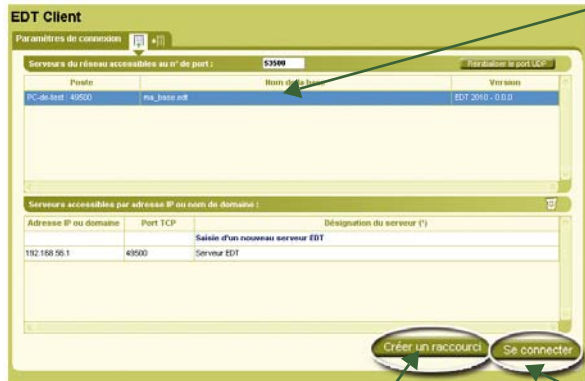 EDT Client
Paramètres de connexion
Serveurs du réseau accessibles au n° de port : 53500 Réinitialiser le port UDP
Poste Nom de la base Version
PC-de-test : 49500 ma_base.edt EDT 2010 - 0.0.0
Serveurs accessibles par adresse IP ou nom de domaine :
Adresse IP ou domaine Port TCP Désignation du serveur (*)
Saisie d'un nouveau serveur EDT
192.168.56.1 49500 Serveur EDT
Créer un raccourci Se connecter